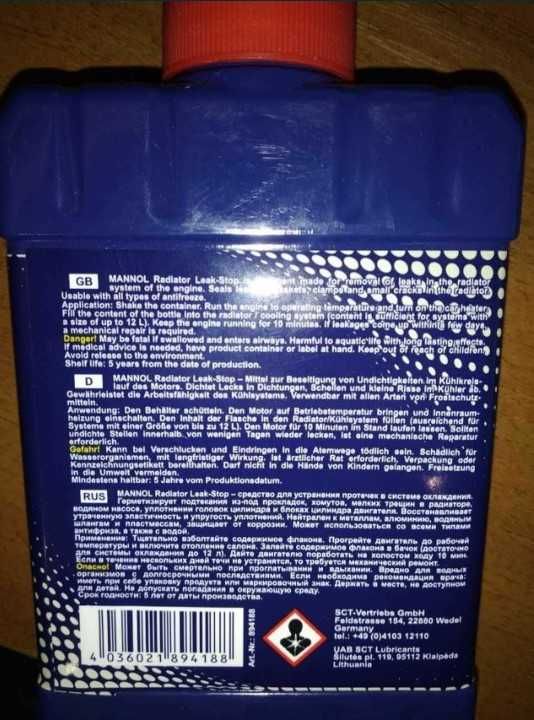 GB MANNOL Radiator Leak-Stop is made for removal of leaks in the radiator
system of the engine. Seals clamps and small cracks in the radiator
Usable with all types of antifreeze.
Application: Shake the container. Run the engine to operating temperature and turn on the car heater.
Fill the content of the bottle into the radiator / cooling system (content is sufficient for systems with
a size of up to 12 L). Keep the engine running for 10 minutes. If leakages come up within a few days,
a mechanical repair is required.
Danger! May be fatal if swallowed and enters airways. Harmful to aquatic life with long lasting effects.
If medical advice is needed, have product container or label at hand. Keep out of reach of children.
Avoid release to the environment.
Shelf life: 5 years from the date of production.
D MANNOL Radiator Leak-Stop – Mittel zur Beseitigung von Undichtigkeiten im Kühlkreis-
lauf des Motors. Dichtet Lecks in Dichtungen, Schellen und kleine Risse im Kühler ab.
Gewährleistet die Arbeitsfähigkeit des Kühlsystems. Verwendbar mit allen Arten von Frostschutz-
mitteln.
Anwendung: Den Behälter schütteln. Den Motor auf Betriebstemperatur bringen und Innenraum-
heizung einschalten. Den Inhalt der Flasche in den Radiator/Kühlsystem füllen (ausreichend für
Systeme mit einer Größe von bis zu 12 L). Den Motor für 10 Minuten im Stand laufen lassen. Sollten
undichte Stellen innerhalb von wenigen Tagen wieder lecken, ist eine mechanische Reparatur
erforderlich.
Gefahr! Kann bei Verschlucken und Eindringen in die Atemwege tödlich sein. Schädlich für
Wasserorganismen, mit langfristiger Wirkung. Ist ärztlicher Rat erforderlich, Verpackung oder
Kennzeichnungsetikett bereithalten. Darf nicht in die Hände von Kindern gelangen. Freisetzung
in die Umwelt vermeiden.
Mindestens haltbar: 5 Jahre vom Produktionsdatum.
RUS MANNOL Radiator Leak-Stop – средство для устранения протечек в системе охлаждения.
Герметизирует подтекания из-под прокладок, хомутов, мелких трещин в радиаторе,
водяном насосе, уплотнении головок цилиндра и блоках цилиндра двигателя. Восстанавливает
утраченную эластичность и упругость уплотнений. Нейтрален к металлам, алюминию, водяным
шлангам и пластмассам, защищает от коррозии. Может использоваться со всеми типами
антифриза, а также с водой.
Применение: Тщательно взболтайте содержимое флакона. Прогрейте двигатель до рабочей
температуры и включите отопление салона. Залейте содержимое флакона в бачок (достаточно
для системы охлаждения до 12 л). Дайте двигателю поработать на холостом ходу 10 мин.
Если в течение нескольких дней течи не устранятся, то требуется механический ремонт.
Опасно! Может быть смертельно при проглатывании и вдыхании. Вредно для водных
организмов с долгосрочными последствиями. Если необходима рекомендация врача:
иметь при себе упаковку продукта или маркировочный знак. Держать в месте, не доступном
для детей. Не допускать попадания в окружающую среду.
Срок годности: 5 лет от даты производства.
4 036021 894188
Art.-Nr.: 894188
SCT-Vertriebs GmbH
Feldstrasse 154, 22880 Wedel
Germany
tel.: +49 (0)4103 12110
UAB SCT Lubricants
Šilutės pl. 119, 95112 Klaipėda
Lithuania